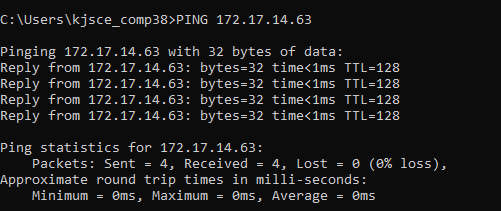 C:\Users\kjsce_comp38>PING 172.17.14.63
Pinging 172.17.14.63 with 32 bytes of data:
Reply from 172.17.14.63: bytes=32 time<1ms TTL=128
Reply from 172.17.14.63: bytes=32 time<1ms TTL=128
Reply from 172.17.14.63: bytes=32 time<1ms TTL=128
Reply from 172.17.14.63: bytes=32 time<1ms TTL=128
Ping statistics for 172.17.14.63:
    Packets: Sent = 4, Received = 4, Lost = 0 (0% loss),
Approximate round trip times in milli-seconds:
    Minimum = 0ms, Maximum = 0ms, Average = 0ms